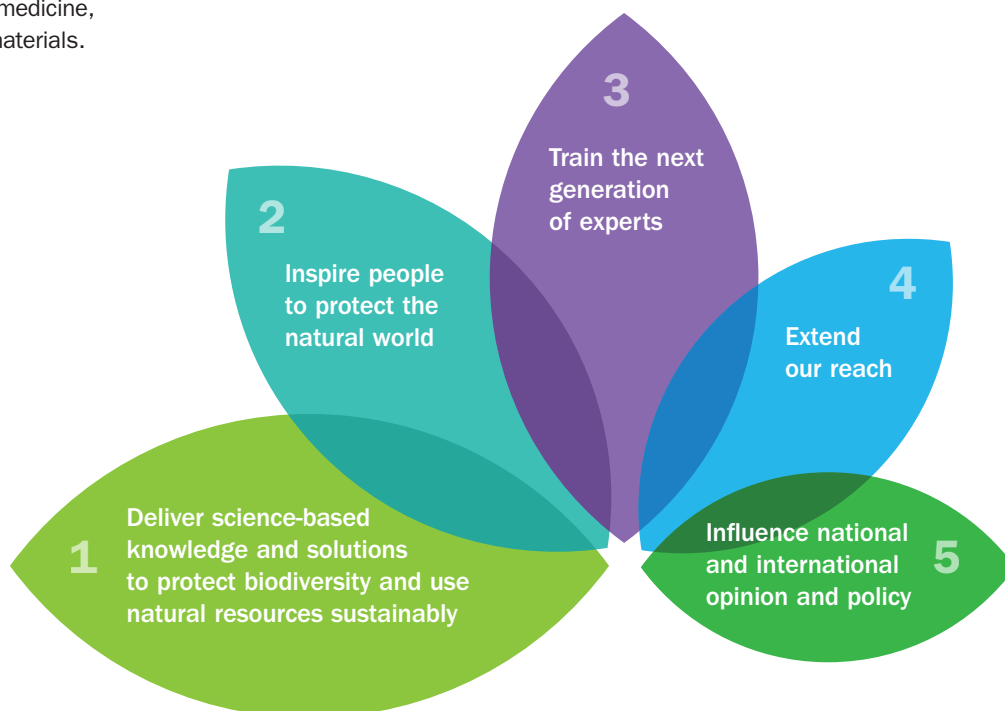 medicine,
materials.
1
Deliver science-based
knowledge and solutions
to protect biodiversity and use
natural resources sustainably
2
Inspire people
to protect the
natural world
3
Train the next
generation
of experts
4
Extend
our reach
5
Influence national
and international
opinion and policy